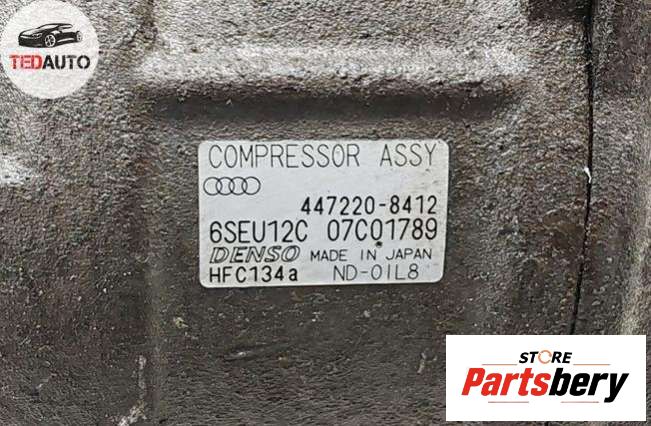 TEDAUTO
COMPRESSOR ASSY
447220-8412
6SEU12C 07C01789
DENSO MADE IN JAPAN
HFC134a ND-OIL8
STORE
Partsbery